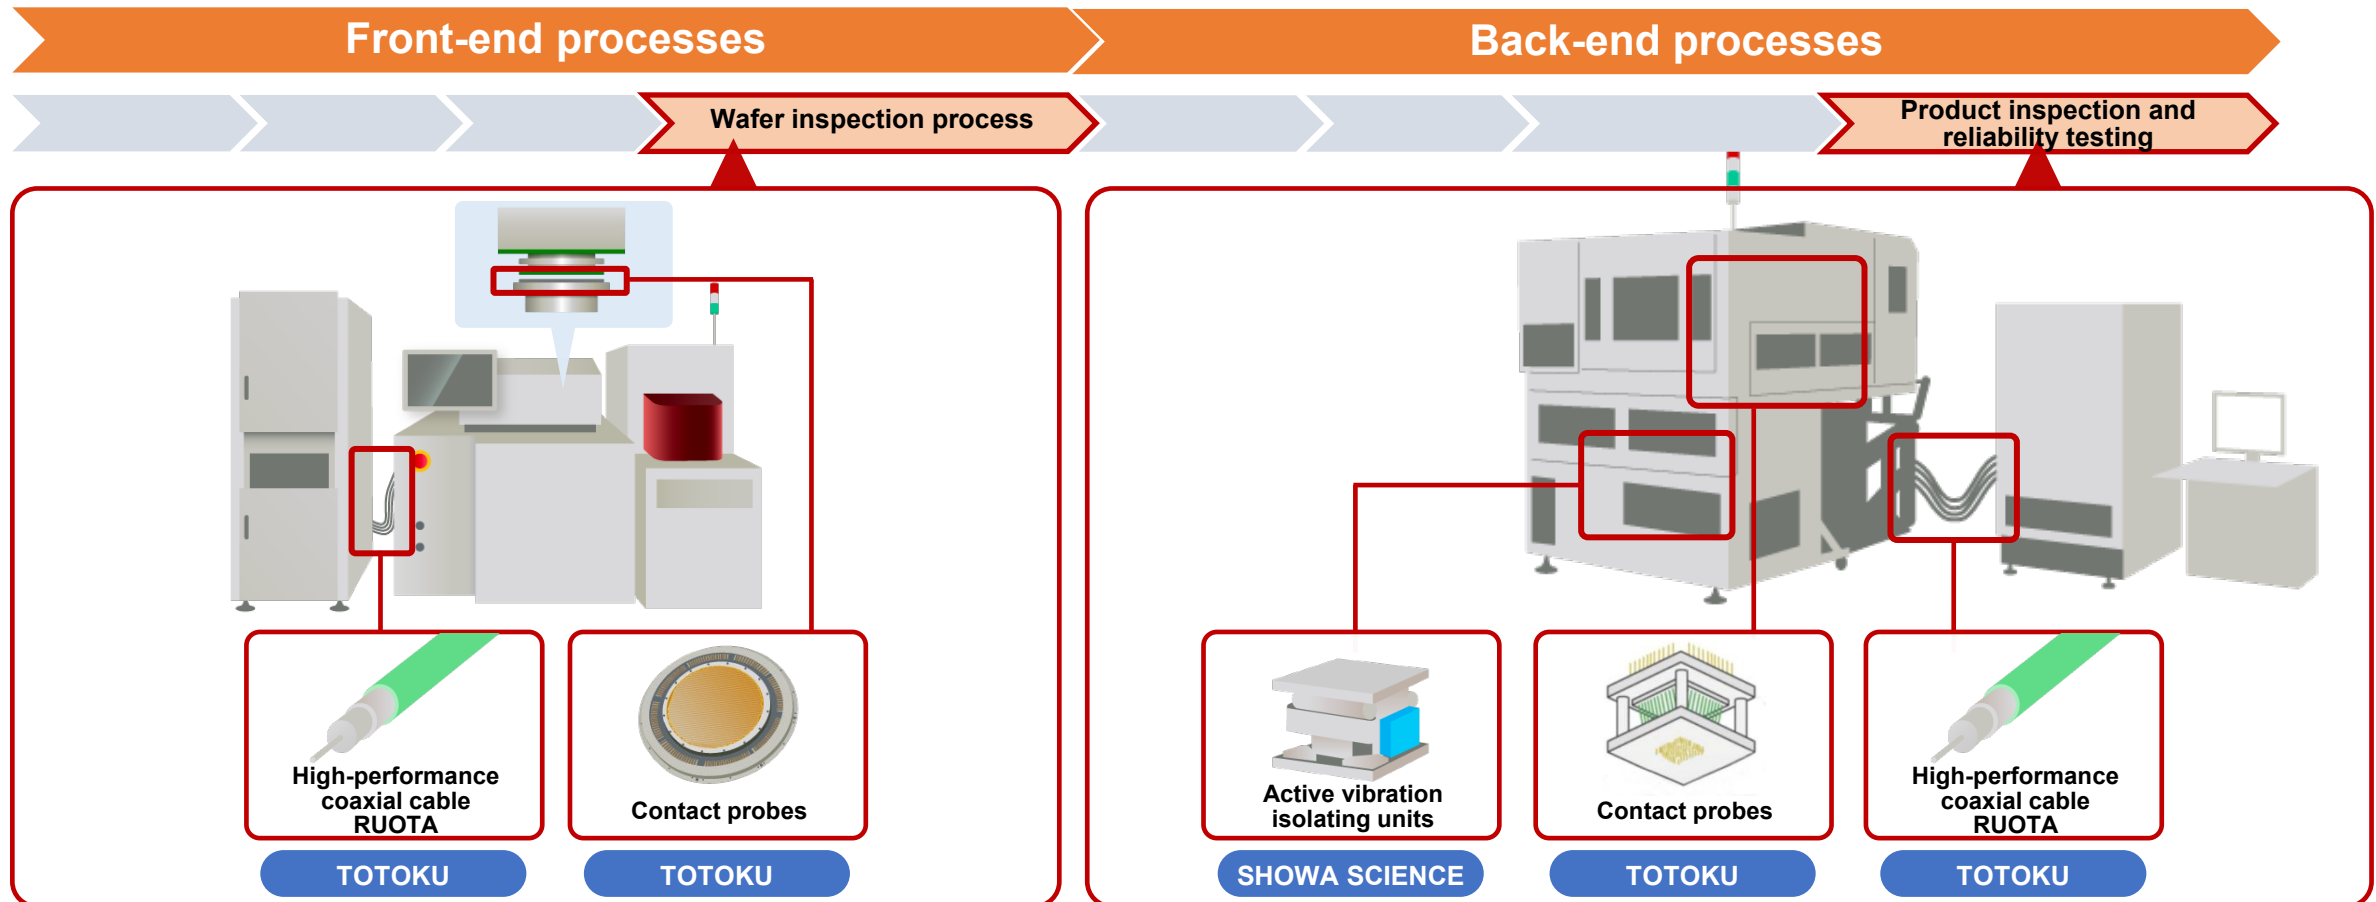 Front-end processes
Back-end processes
Wafer inspection process
Product inspection and
reliability testing
High-performance
coaxial cable
RUOTA
Contact probes
Active vibration
isolating units
Contact probes
High-performance
coaxial cable
RUOTA
TOTOKU
TOTOKU
SHOWA SCIENCE
TOTOKU
TOTOKU